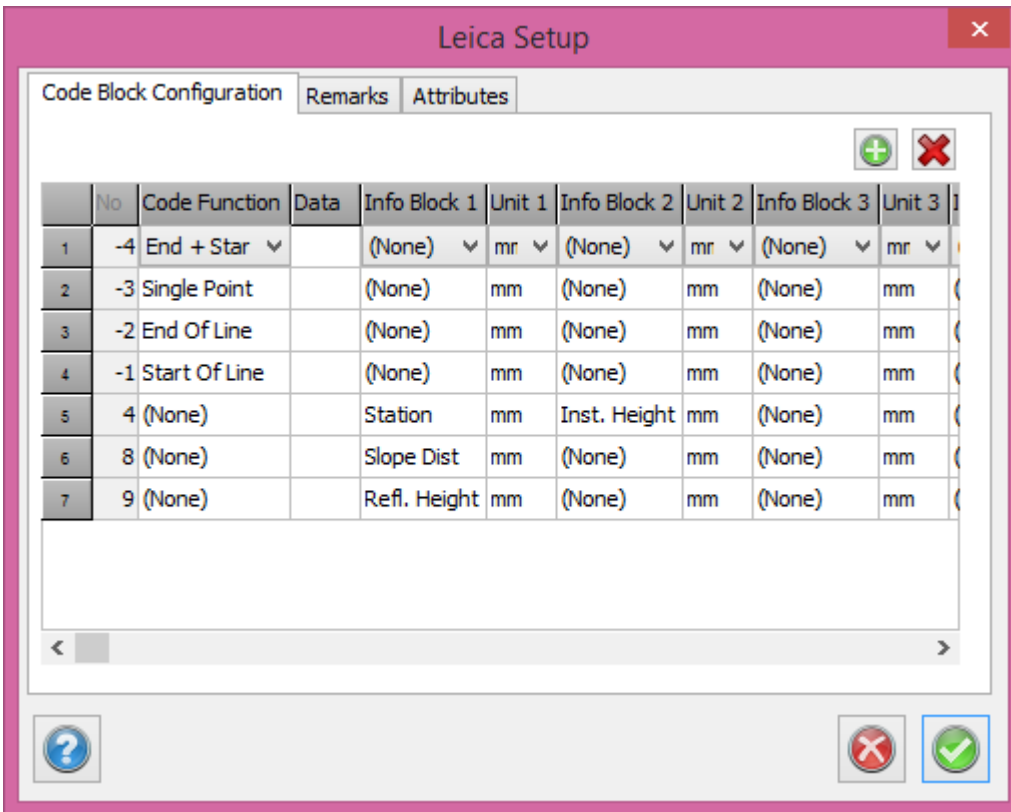 Leica Setup
Code Block Configuration Remarks Attributes
No Code Function Data Info Block 1 Unit 1 Info Block 2 Unit 2 Info Block 3 Unit 3
1 -4 End + Star (None) mm (None) mm (None) mm
2 -3 Single Point (None) mm (None) mm (None) mm
3 -2 End Of Line (None) mm (None) mm (None) mm
4 -1 Start Of Line (None) mm (None) mm (None) mm
5 4 (None) Station mm Inst. Height mm (None) mm
6 8 (None) Slope Dist mm (None) mm (None) mm
7 9 (None) Refl. Height mm (None) mm (None) mm